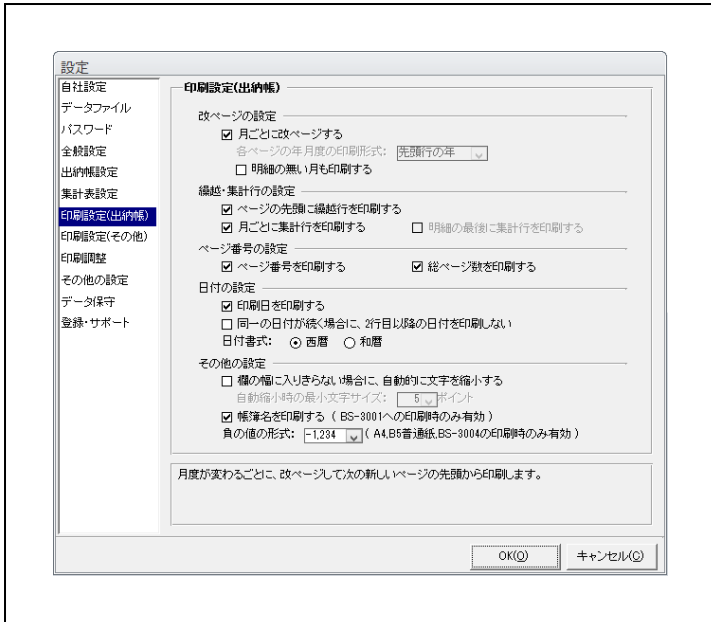 設定
自社設定
データファイル
パスワード
全般設定
出納帳設定
集計表設定
印刷設定(出納帳)
印刷設定(その他)
印刷調整
その他の設定
データ保守
登録・サポート
印刷設定(出納帳)
改ページの設定
月ごとに改ページする
各ページの年月度の印刷形式: 先頭行の年
明細の無い月も印刷する
繰越・集計行の設定
ページの先頭に繰越行を印刷する
月ごとに集計行を印刷する 明細の最後に集計行を印刷する
ページ番号の設定
ページ番号を印刷する 総ページ数を印刷する
日付の設定
印刷日を印刷する
同一の日付が続く場合に、2行目以降の日付を印刷しない
日付書式: 西暦 和暦
その他の設定
欄の幅に入りきらない場合に、自動的に文字を縮小する
自動縮小時の最小文字サイズ: 5 ポイント
帳簿名を印刷する ( BS-3001への印刷時のみ有効 )
負の値の形式: -1,234 ( A4,B5普通紙,BS-3004の印刷時のみ有効 )
月度が変わるごとに、改ページして次の新しいページの先頭から印刷します。
OK(O) キャンセル(C)